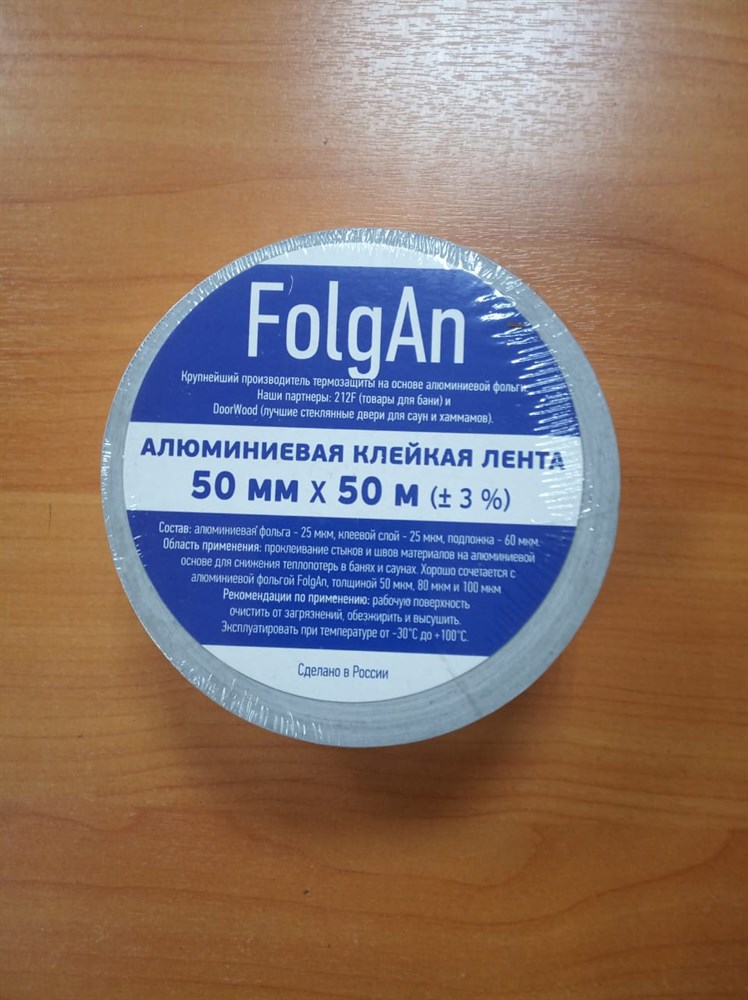 FolgAn
Крупнейший производитель термозащиты на основе алюминиевой фольги.
Наши партнеры: 212F (товары для бани) и
DoorWood (лучшие стеклянные двери для саун и хаммамов).
АЛЮМИНИЕВАЯ КЛЕЙКАЯ ЛЕНТА
50 мм х 50 м (± 3 %)
Состав: алюминиевая фольга - 25 мкм, клеевой слой - 25 мкм, подложка - 60 мкм.
Область применения: проклеивание стыков и швов материалов на алюминиевой
основе для снижения теплопотерь в банях и саунах. Хорошо сочетается с
алюминиевой фольгой FolgAn, толщиной 50 мкм, 80 мкм и 100 мкм
Рекомендации по применению: рабочую поверхность
очистить от загрязнений, обезжирить и высушить.
Эксплуатировать при температуре от -30°С до +100°С.
Сделано в России